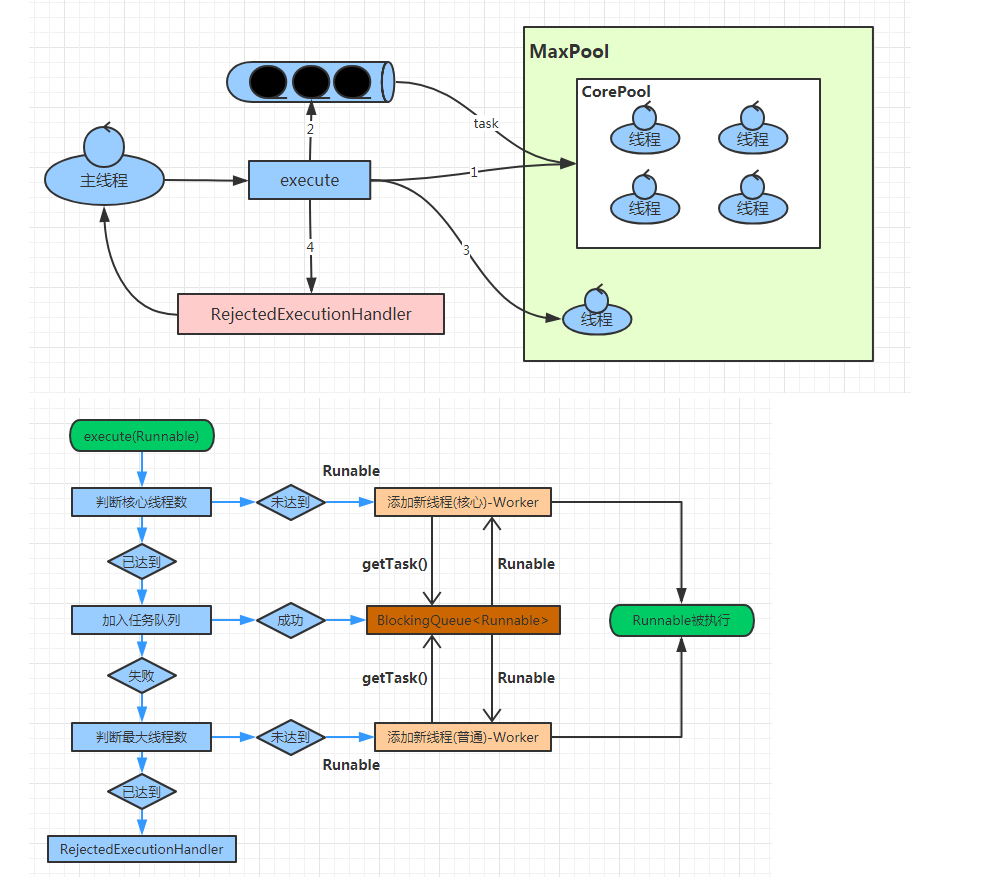 MaxPool
CorePool
线程
线程
线程
线程
线程
task
2
主线程
execute
1
3
4
RejectedExecutionHandler
execute(Runnable)
Runable
判断核心线程数
未达到
添加新线程(核心)-Worker
已达到
getTask()
Runable
加入任务队列
成功
BlockingQueue<Runnable>
Runnable被执行
失败
getTask()
Runable
判断最大线程数
未达到
添加新线程(普通)-Worker
Runable
已达到
RejectedExecutionHandler